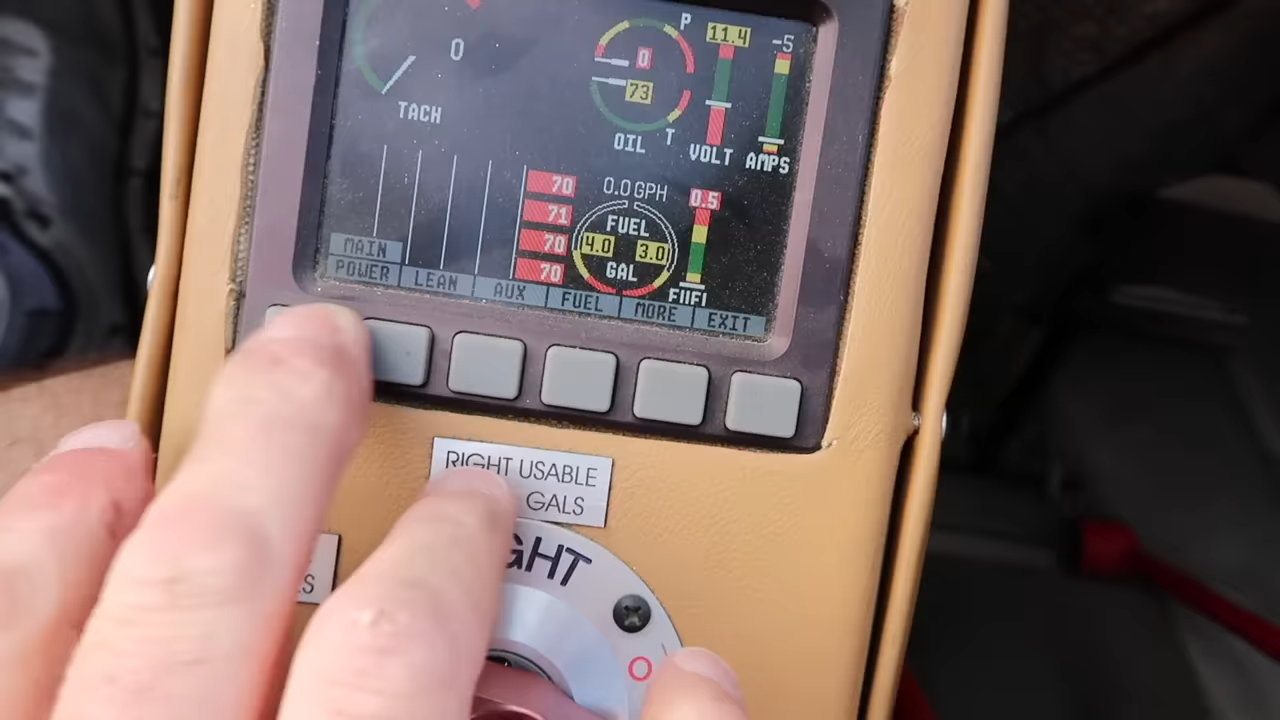 P
11.4
-5
0
0
73
TACH
OIL
T
VOLT
AMPS
70
0.0 GPH
0.5
71
FUEL
MAIN
70
4.0
3.0
GAL
POWER
LEAN
AUX
70
FUEL
MORE
EXIT
RIGHT USABLE
GALS
GHT
LS
O